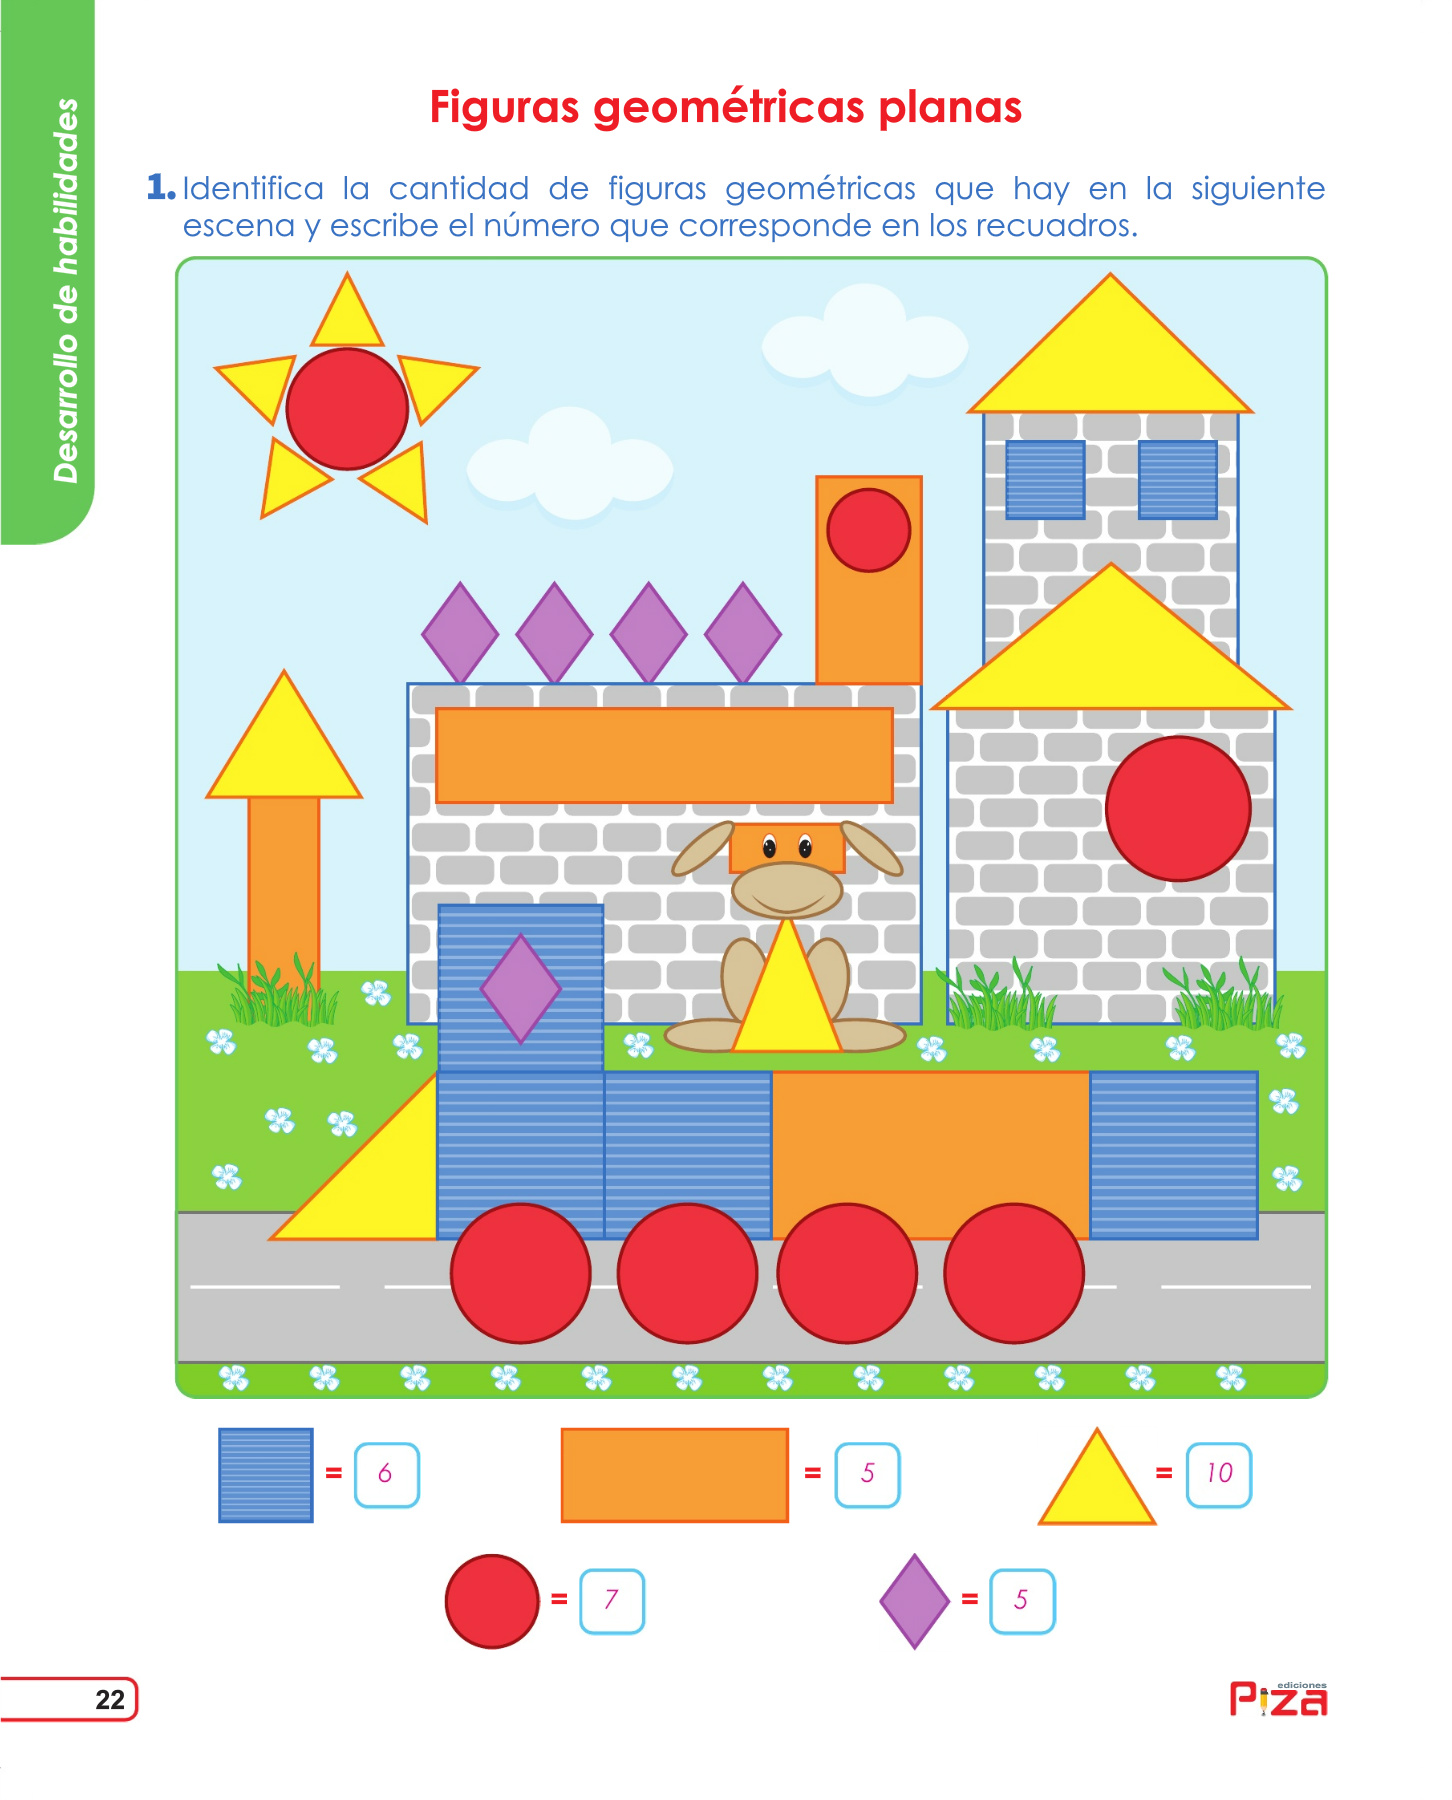 Desarrollo de habilidades
Figuras geométricas planas
1. Identifica la cantidad de figuras geométricas que hay en la siguiente
escena y escribe el número que corresponde en los recuadros.
= 6
= 5
= 10
= 7
= 5
22
ediciones
Piza